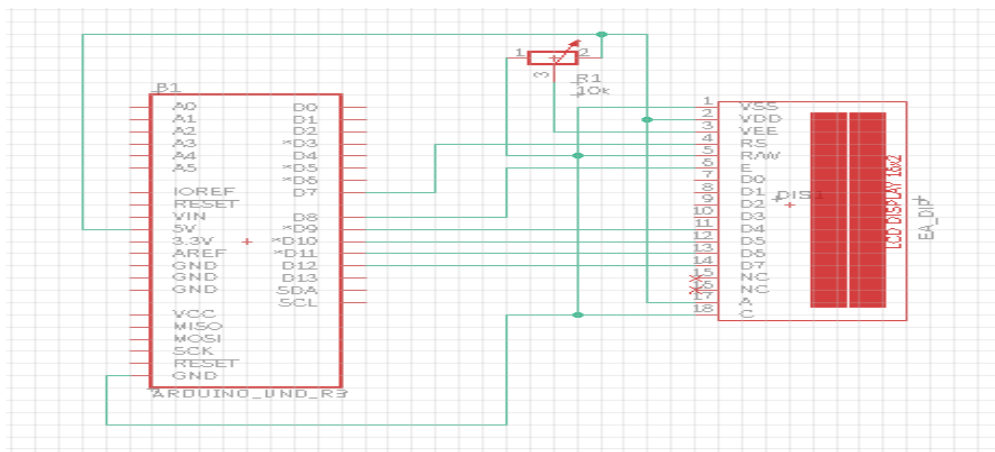 1
2
3
R1
10k
B1
A0
A1
A2
A3
A4
A5
IOREF
RESET
VIN
5V
3.3V
AREF
GND
GND
GND
VCC
MISO
MOSI
SCK
RESET
GND
D0
D1
D2
*D3
D4
*D5
*D6
D7
D8
*D9
*D10
*D11
D12
D13
SDA
SCL
ARDUINO_UNO_R3
1 VSS
2 VDD
3 VEE
4 RS
5 R/W
6 E
7 D0
8 D1
9 D2
10 D3
11 D4
12 D5
13 D6
14 D7
15 NC
16 NC
17 A
18 C
DIS1
LCD DISPLAY 16x2